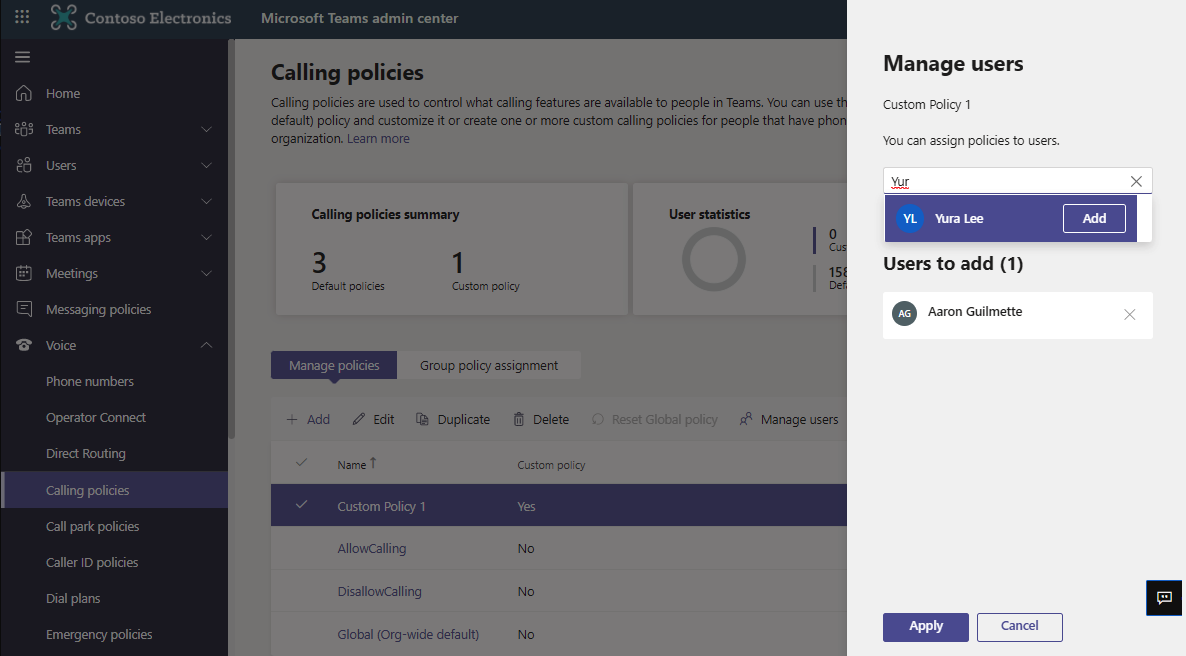 Contoso Electronics
Microsoft Teams admin center
Home
Teams
Users
Teams devices
Teams apps
Meetings
Messaging policies
Voice
Phone numbers
Operator Connect
Direct Routing
Calling policies
Call park policies
Caller ID policies
Dial plans
Emergency policies
Calling policies
Calling policies are used to control what calling features are available to people in Teams. You can use th
default) policy and customize it or create one or more custom calling policies for people that have phon
organization. Learn more
Calling policies summary
3
Default policies
1
Custom policy
User statistics
0
Cus
158
Defa
Manage policies
Group policy assignment
Add
Edit
Duplicate
Delete
Reset Global policy
Manage users
Name ↑
Custom policy
Custom Policy 1
Yes
AllowCalling
No
DisallowCalling
No
Global (Org-wide default)
No
Manage users
Custom Policy 1
You can assign policies to users.
Yur
YL
Yura Lee
Add
Users to add (1)
AG
Aaron Guilmette
Apply
Cancel